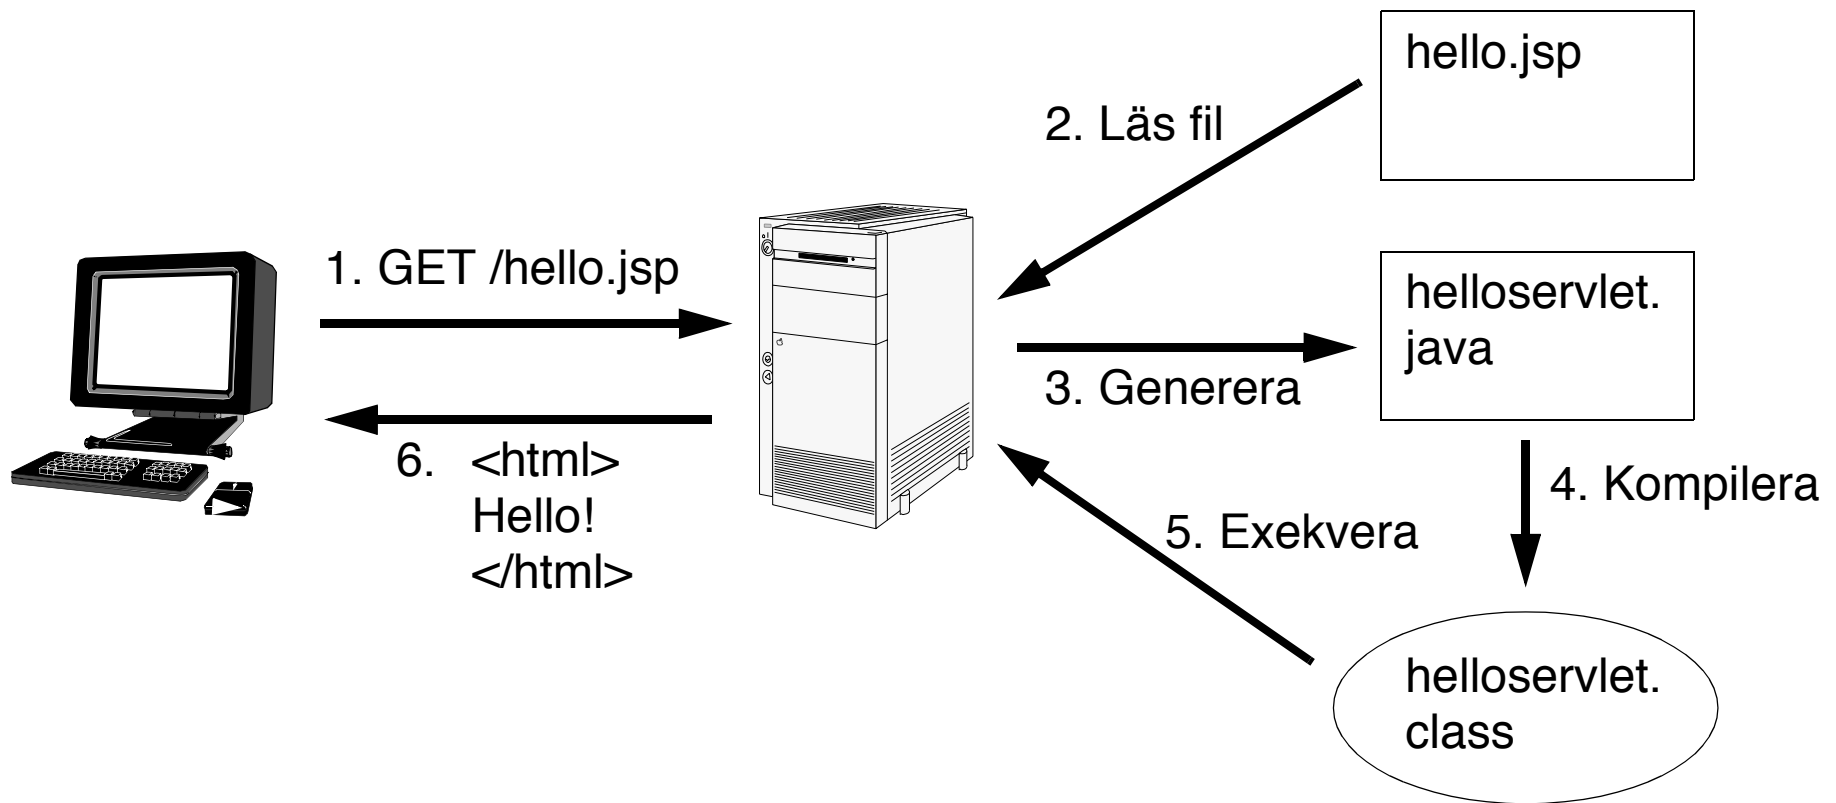 hello.jsp
2. Läs fil
1. GET /hello.jsp
helloservlet.
java
3. Generera
6. <html>
Hello!
</html>
4. Kompilera
5. Exekvera
helloservlet.
class